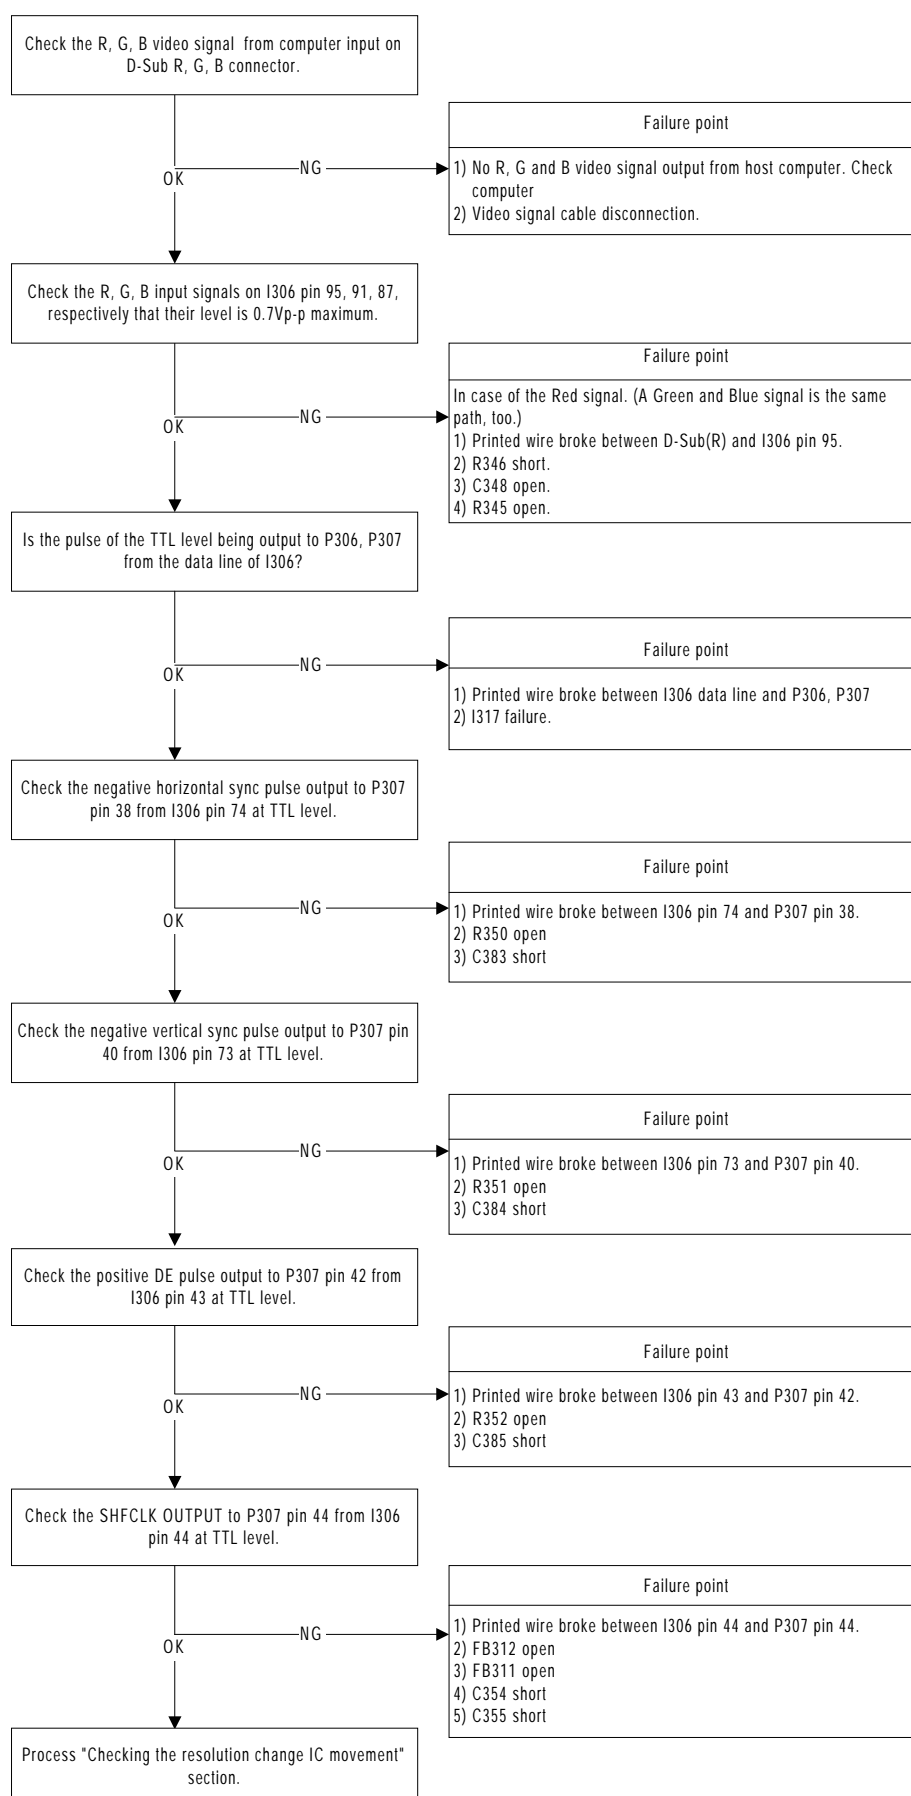 Check the R, G, B video signal from computer input on
D-Sub R, G, B connector.
OK
NG
Failure point
1) No R, G and B video signal output from host computer. Check
computer
2) Video signal cable disconnection.
Check the R, G, B input signals on I306 pin 95, 91, 87,
respectively that their level is 0.7Vp-p maximum.
OK
NG
Failure point
In case of the Red signal. (A Green and Blue signal is the same
path, too.)
1) Printed wire broke between D-Sub(R) and I306 pin 95.
2) R346 short.
3) C348 open.
4) R345 open.
Is the pulse of the TTL level being output to P306, P307
from the data line of I306?
OK
NG
Failure point
1) Printed wire broke between I306 data line and P306, P307
2) I317 failure.
Check the negative horizontal sync pulse output to P307
pin 38 from I306 pin 74 at TTL level.
OK
NG
Failure point
1) Printed wire broke between I306 pin 74 and P307 pin 38.
2) R350 open
3) C383 short
Check the negative vertical sync pulse output to P307 pin
40 from I306 pin 73 at TTL level.
OK
NG
Failure point
1) Printed wire broke between I306 pin 73 and P307 pin 40.
2) R351 open
3) C384 short
Check the positive DE pulse output to P307 pin 42 from
I306 pin 43 at TTL level.
OK
NG
Failure point
1) Printed wire broke between I306 pin 43 and P307 pin 42.
2) R352 open
3) C385 short
Check the SHFCLK OUTPUT to P307 pin 44 from I306
pin 44 at TTL level.
OK
NG
Failure point
1) Printed wire broke between I306 pin 44 and P307 pin 44.
2) FB312 open
3) FB311 open
4) C354 short
5) C355 short
Process "Checking the resolution change IC movement"
section.